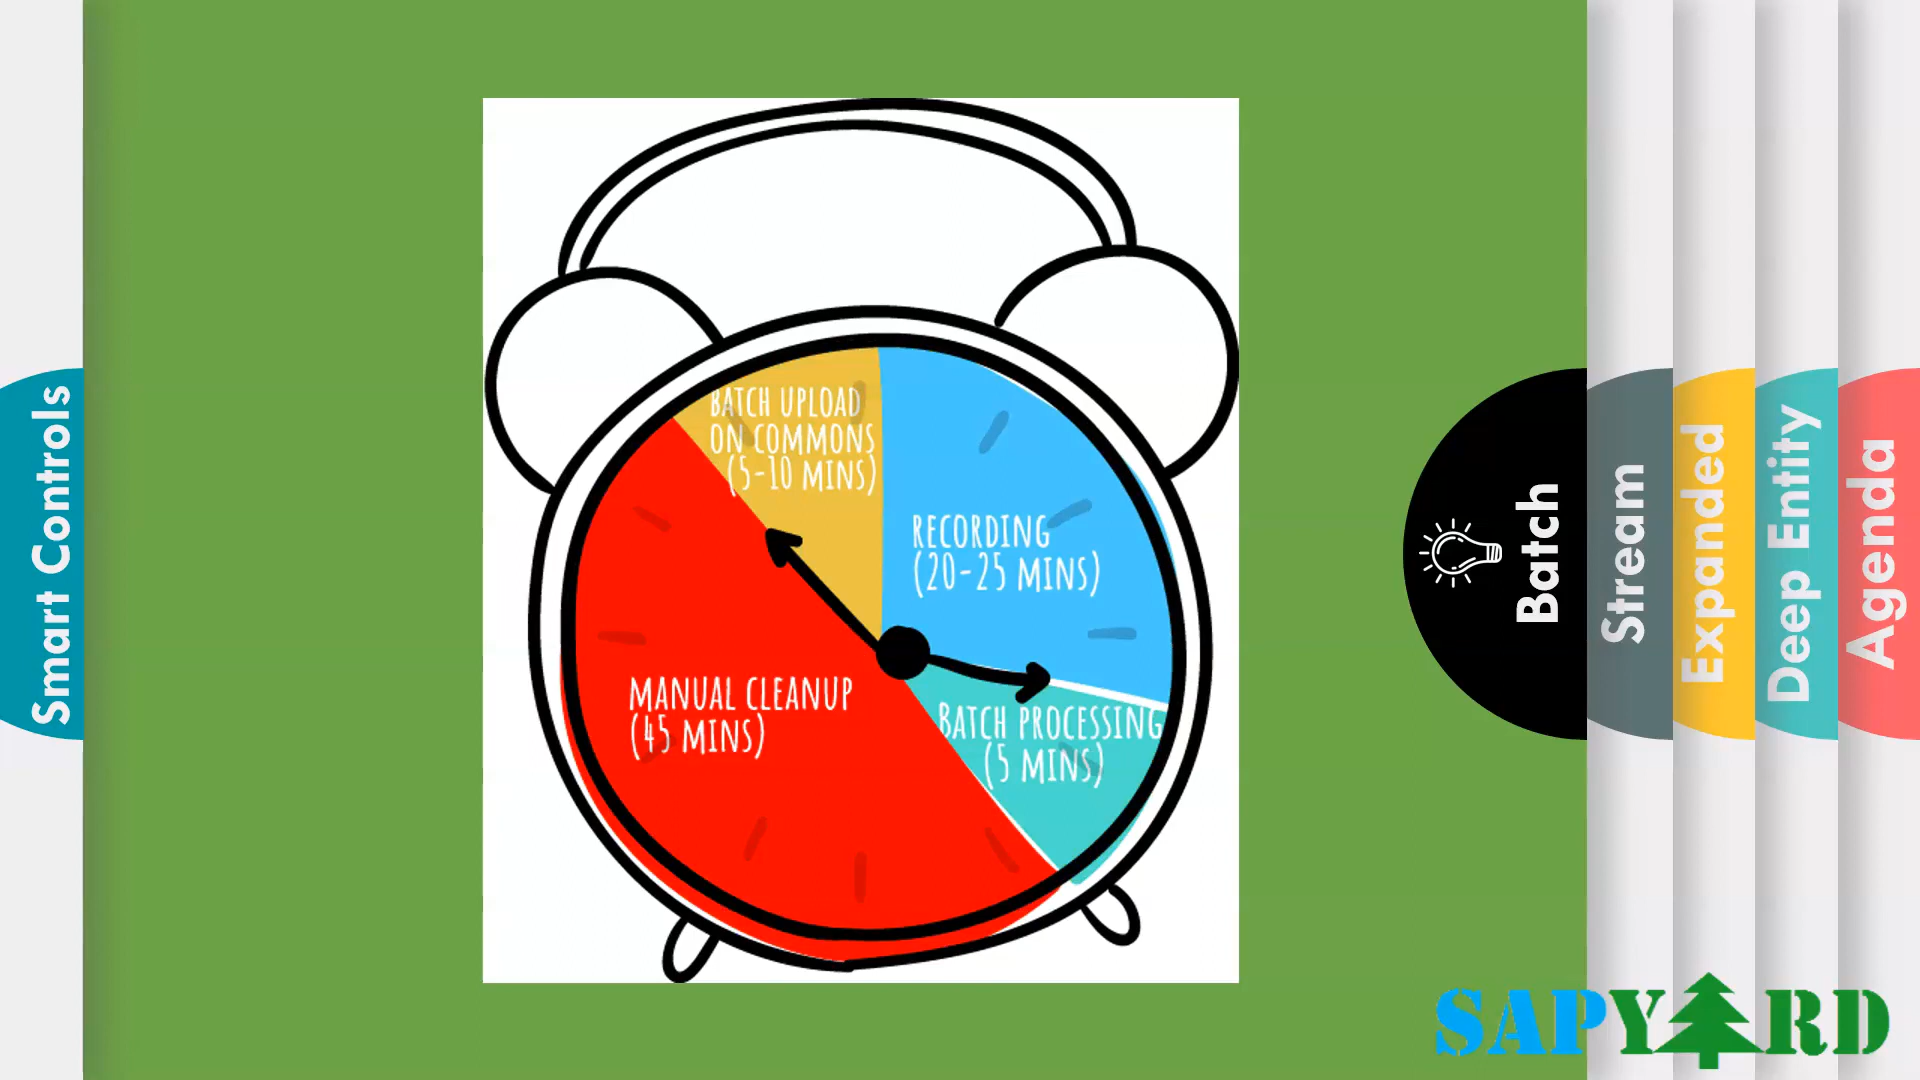 Smart Controls
BATCH UPLOAD
ON COMMONS
(5-10 MINS)
RECORDING
(20-25 MINS)
MANUAL CLEANUP
(45 MINS)
BATCH PROCESSING
(5 MINS)
Batch
Stream
Expanded
Deep Entity
Agenda
SAPYARD